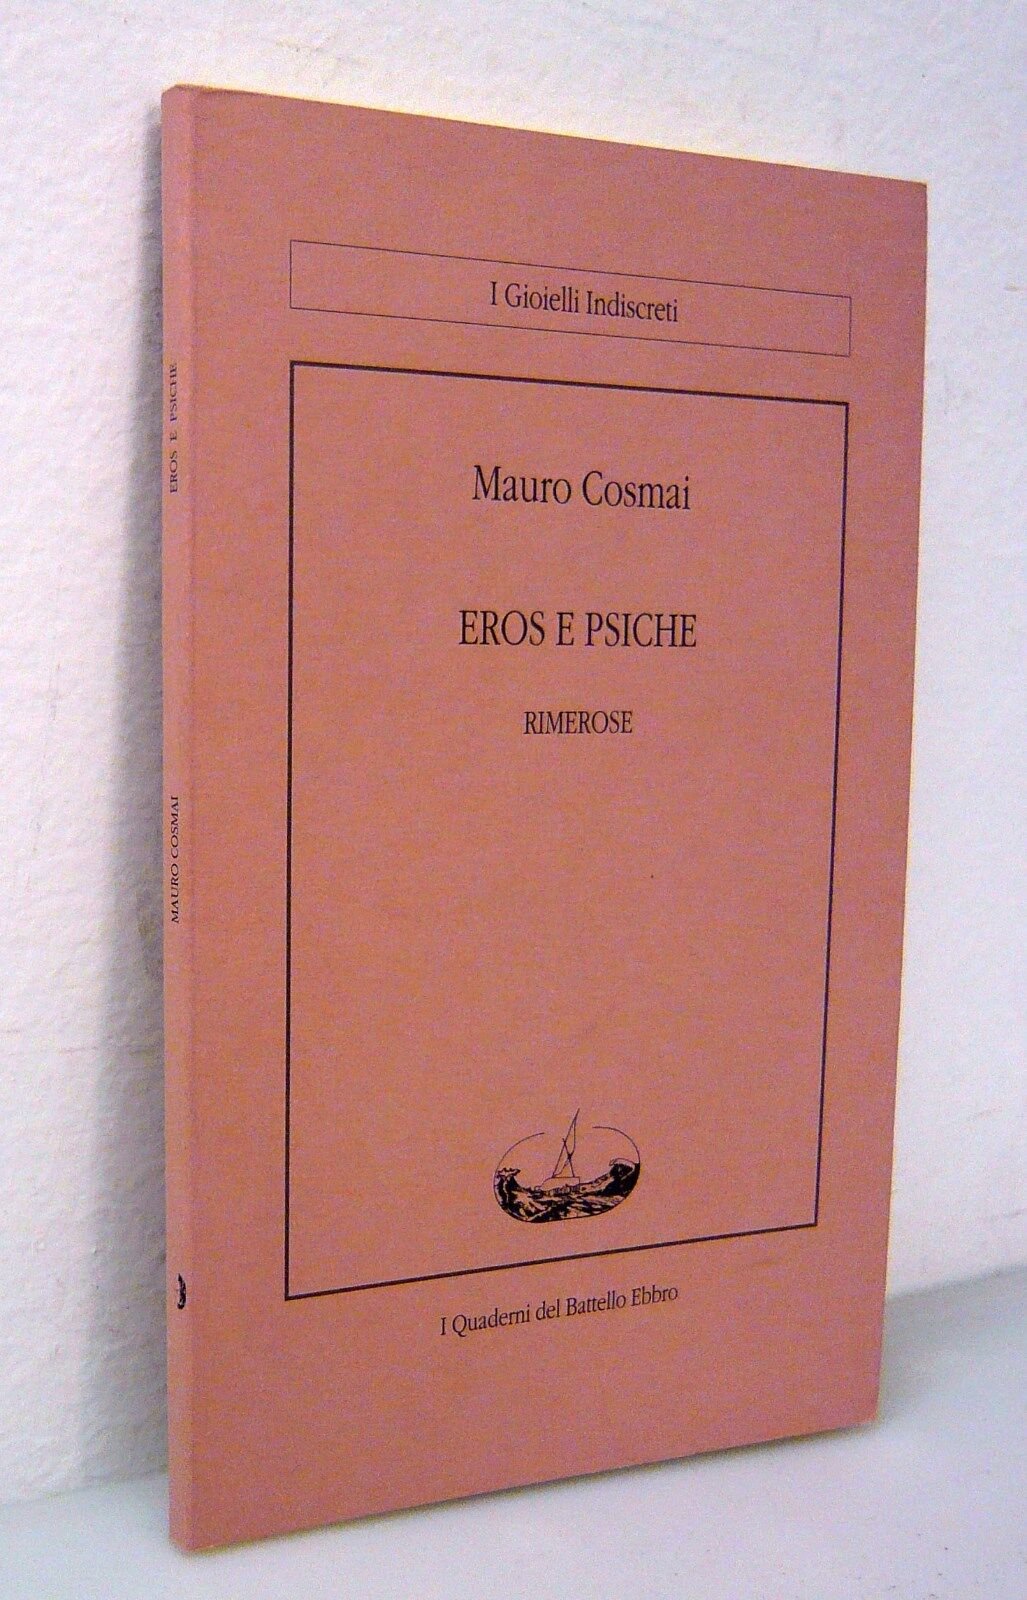 I Gioielli Indiscreti
Mauro Cosmai
EROS E PSICHE
RIMEROSE
I Quaderni del Battello Ebbro
EROS E PSICHE
MAURO COSMAI